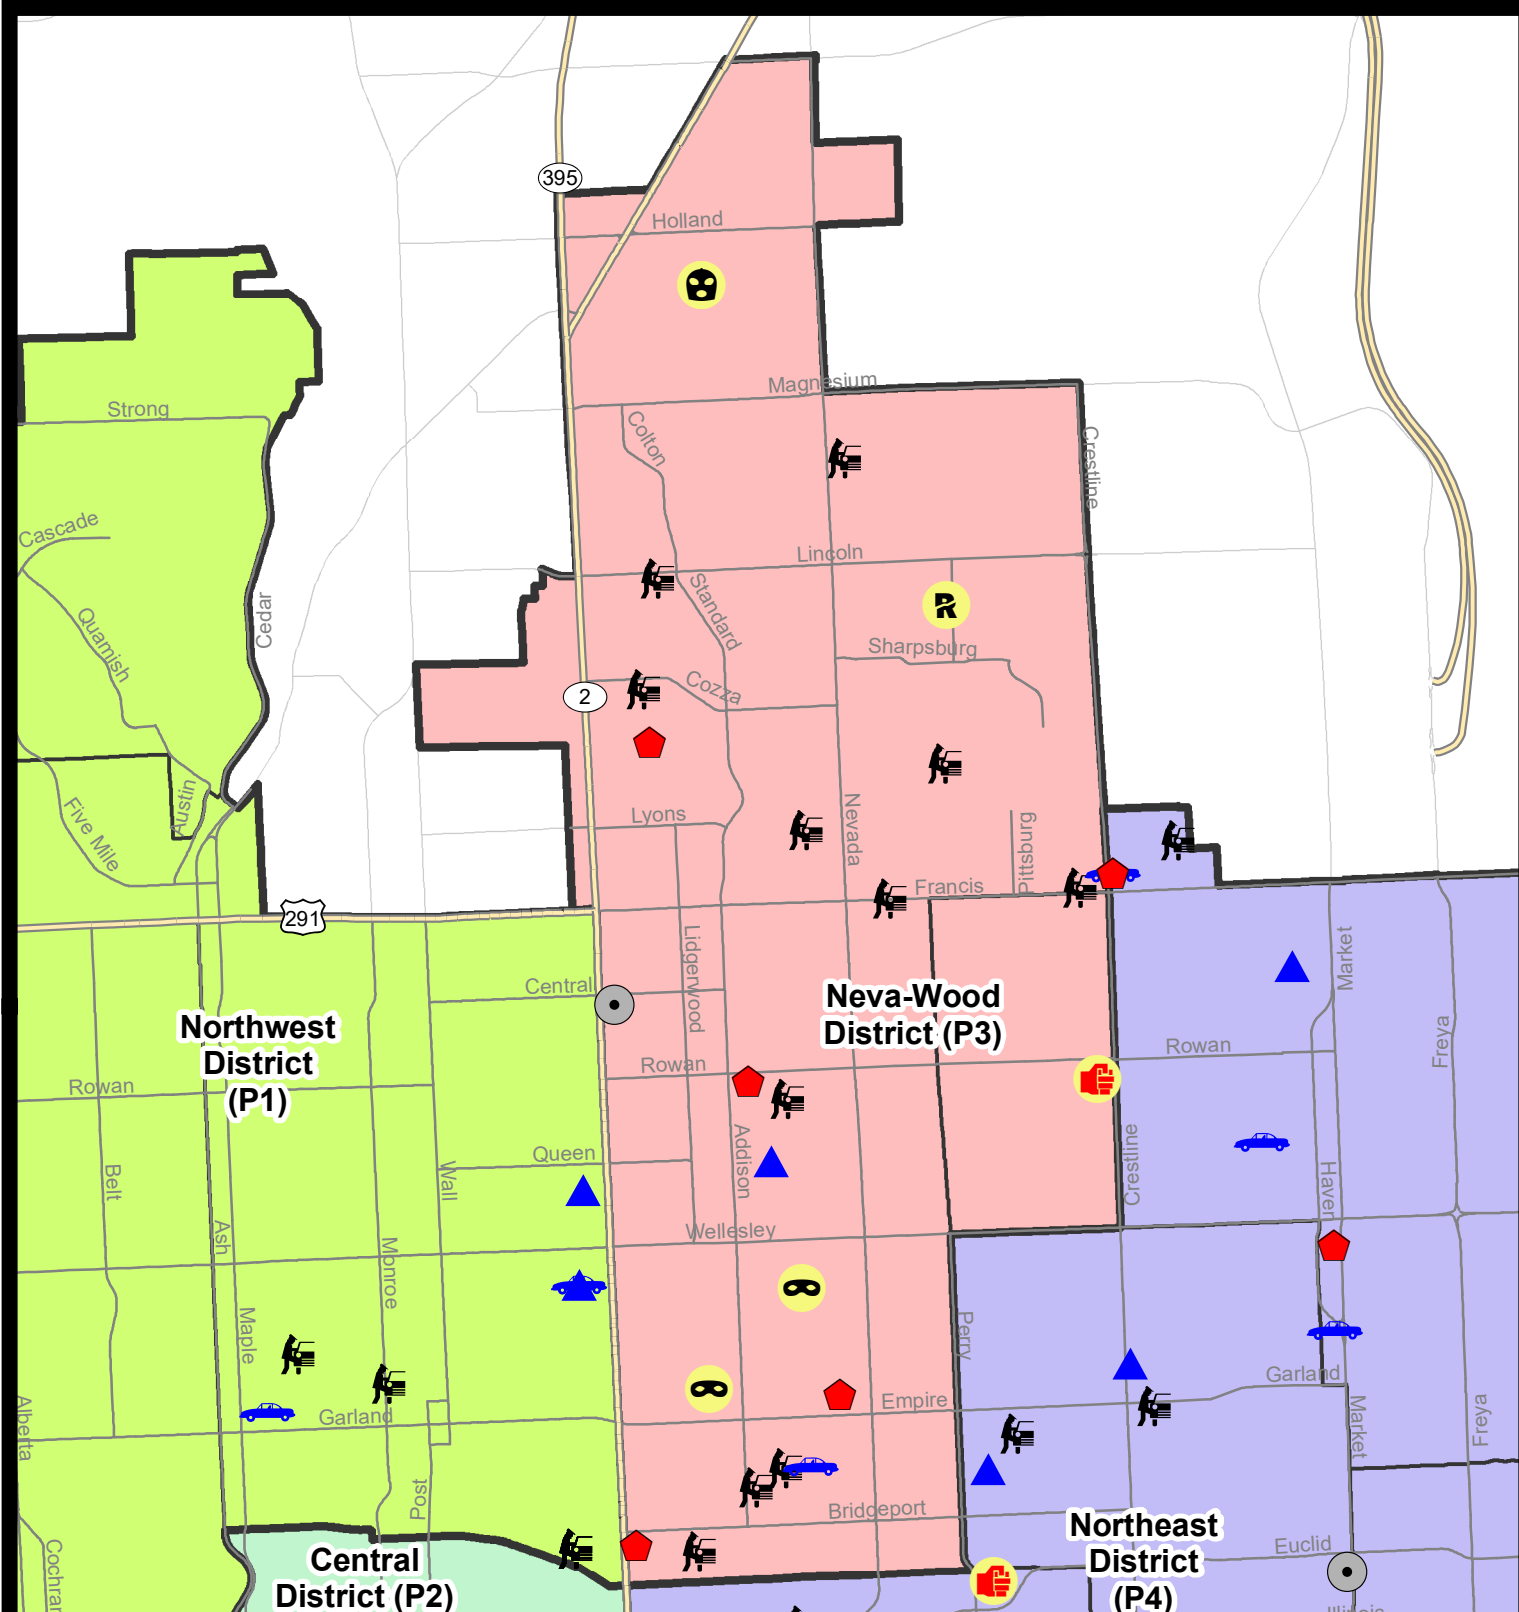 395
Holland
Magnesium
Strong
Colton
Crestline
Cascade
Lincoln
Quamish
Cedar
Standard
Sharpsburg
2
Cozza
Five Mile
Austin
Lyons
Nevada
Pittsburg
Francis
291
Lidgerwood
Market
Central
Neva-Wood
District (P3)
Northwest
District
(P1)
Freya
Rowan
Rowan
Rowan
Belt
Wall
Queen
Addison
Crestline
Haven
Ash
Monroe
Wellesley
Maple
Perry
Garland
Alberta
Garland
Empire
Market
Freya
Post
Bridgeport
Northeast
District
(P4)
Euclid
Central
District (P2)